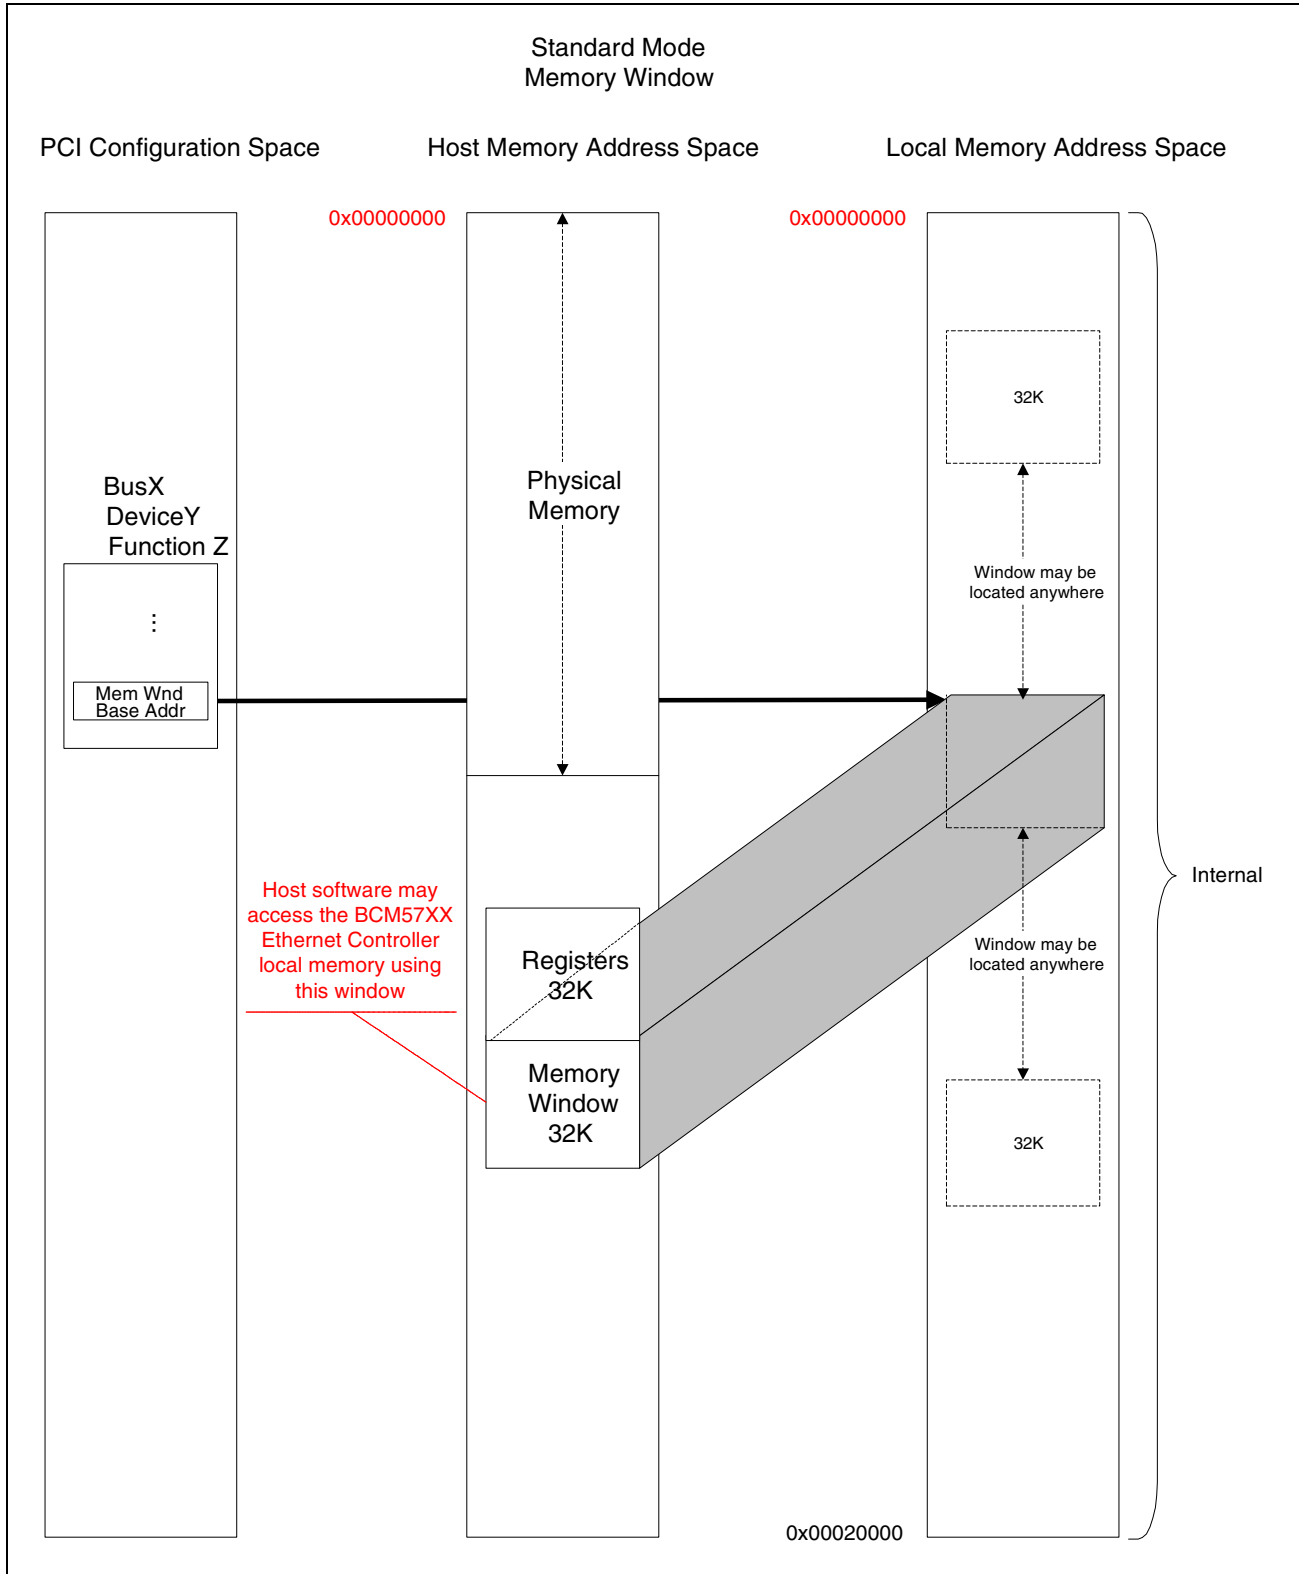 Standard Mode
Memory Window
PCI Configuration Space
Host Memory Address Space
Local Memory Address Space
0x00000000
0x00000000
32K
BusX
DeviceY
Function Z
⋮
Mem Wnd
Base Addr
Physical
Memory
Window may be
located anywhere
Host software may
access the BCM57XX
Ethernet Controller
local memory using
this window
Registers
32K
Memory
Window
32K
Internal
Window may be
located anywhere
32K
0x00020000